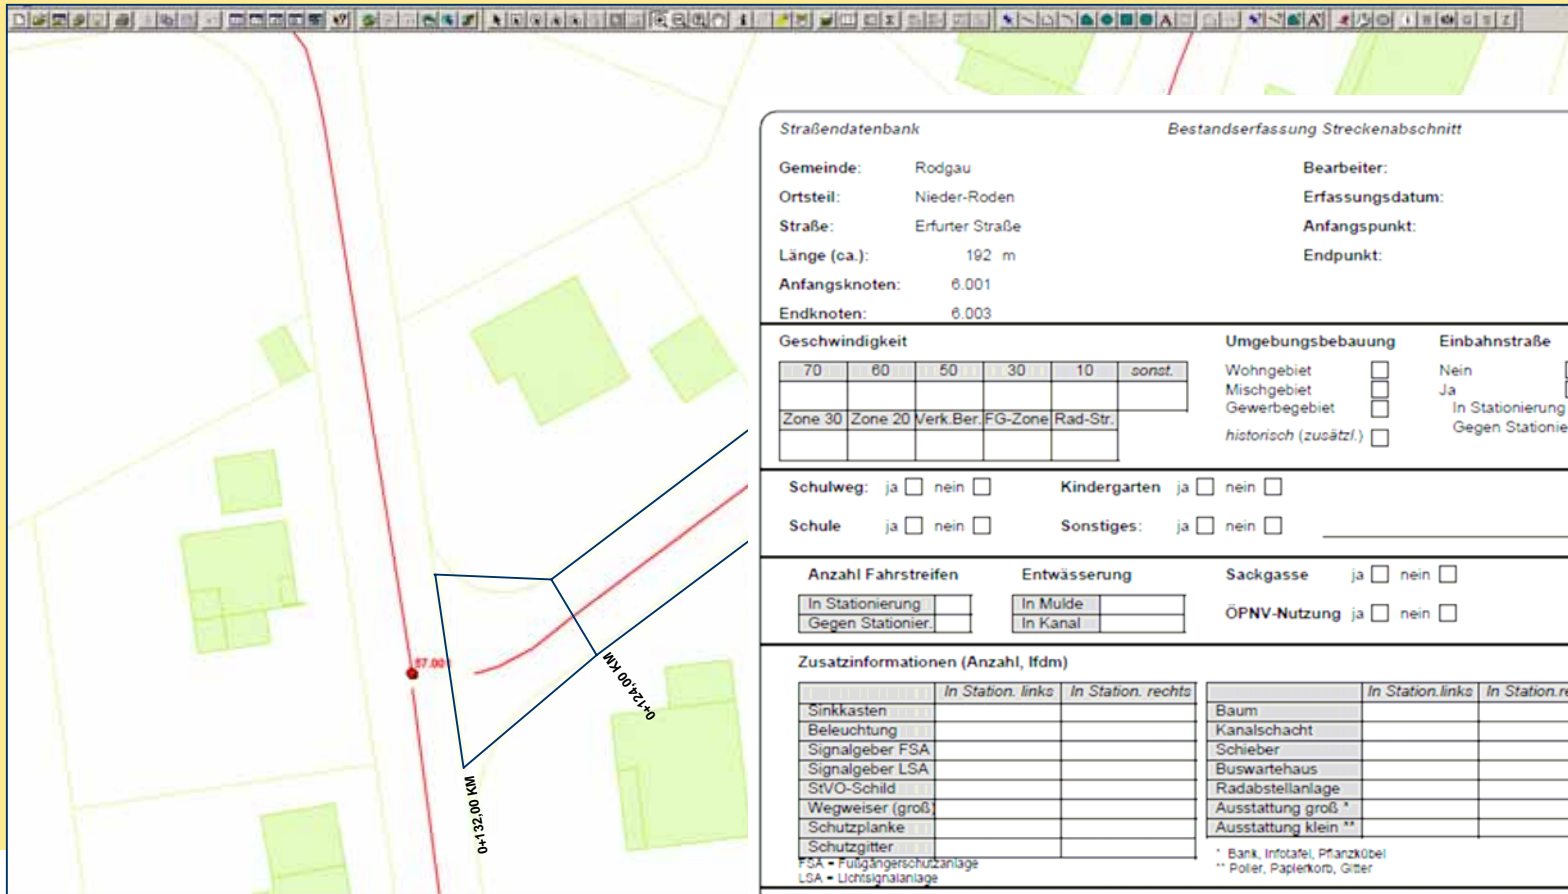 Straßendatenbank Bestandserfassung Streckenabschnitt
Gemeinde: Rodgau Bearbeiter:
Ortsteil: Nieder-Roden Erfassungsdatum:
Straße: Erfurter Straße Anfangspunkt:
Länge (ca.): 192 m Endpunkt:
Anfangsknoten: 6.001
Endknoten: 6.003
Geschwindigkeit Umgebungsbebauung Einbahnstraße
70 60 50 30 10 sonst. Wohngebiet Nein
Mischgebiet Ja
Gewerbegebiet In Stationierung
Zone 30 Zone 20 Verk.Ber. FG-Zone Rad-Str.
historisch (zusätzl.) Gegen Stationie
Schulweg: ja nein Kindergarten ja nein
Schule ja nein Sonstiges: ja nein
Anzahl Fahrstreifen Entwässerung Sackgasse ja nein
In Stationierung In Mulde
Gegen Stationier. In Kanal ÖPNV-Nutzung ja nein
Zusatzinformationen (Anzahl, lfdm)
In Station. links In Station. rechts In Station.links In Station.re
Sinkkasten Baum
Beleuchtung Kanalschacht
Signalgeber FSA Schieber
Signalgeber LSA Buswartehaus
StVO-Schild Radabstellanlage
Wegweiser (groß) Ausstattung groß *
Schutzplanke Ausstattung klein **
Schutzgitter
FSA = Fußgängerschutzanlage
LSA = Lichtsignalanlage
* Bank, Infotafel, Pflanzkübel
** Poller, Papierkorb, Gitter
57.00
0+124,00 KM
0+132,00 KM